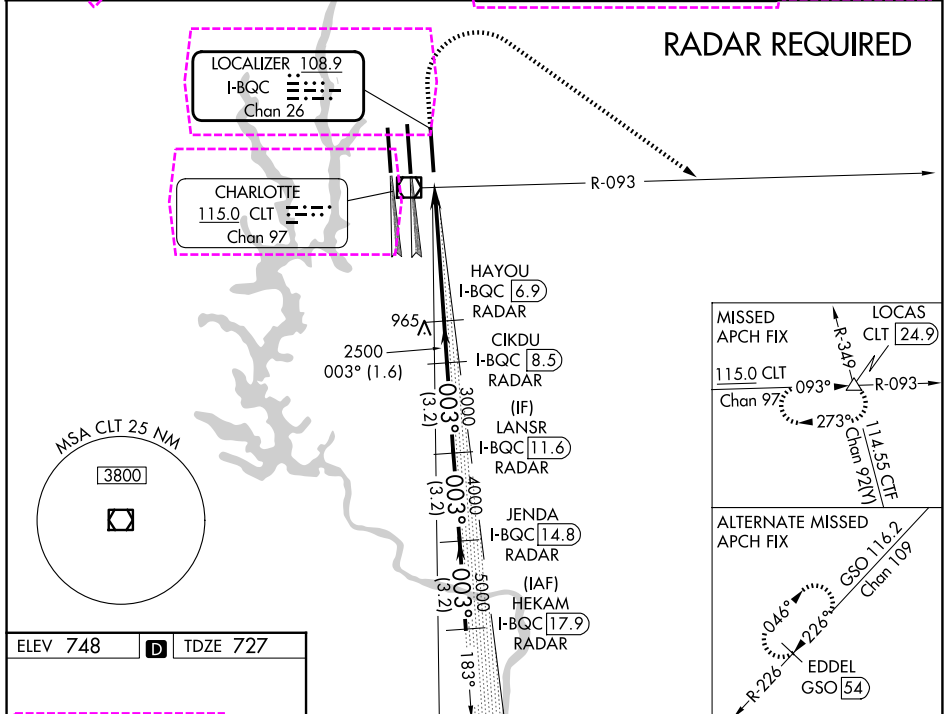 RADAR REQUIRED
LOCALIZER 108.9
I-BQC
Chan 26
CHARLOTTE
115.0 CLT
Chan 97
R-093
HAYOU
I-BQC 6.9
RADAR
965
2500
003° (1.6)
CIKDU
I-BQC 8.5
RADAR
003°
(3.2)
3000
(IF)
LANSR
I-BQC 11.6
RADAR
003°
(3.2)
4000
JENDA
I-BQC 14.8
RADAR
003°
(3.2)
5000
(IAF)
HEKAM
I-BQC 17.9
RADAR
183°
MSA CLT 25 NM
3800
MISSED
APCH FIX
LOCAS
CLT 24.9
R-349
115.0 CLT
Chan 97
093°
R-093
273°
114.55 CTF
Chan 92(Y)
ALTERNATE MISSED
APCH FIX
GSO 116.2
Chan 109
046°
226°
R-226
EDDEL
GSO 54
ELEV 748
D
TDZE 727